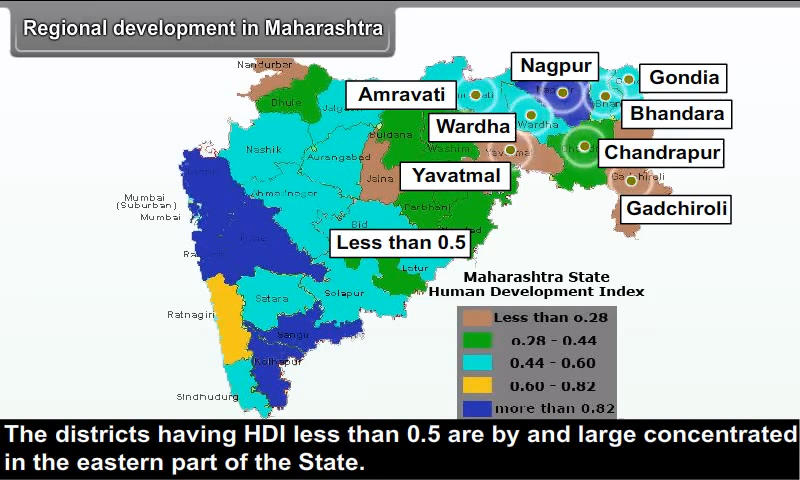 Regional development in Maharashtra
Nandurbar
Nagpur
Gondia
Amravati
Dhule
Bhandara
Wardha
Wardha
Buldana
Nashik
Washim
Chandrapur
Aurangabad
Yavatmal
Jalna
Gadchiroli
Mumbai
(Suburban)
Mumbai
Gadchiroli
Parbhani
Bid
Less than 0.5
Latur
Maharashtra State
Human Development Index
Satara
Solapur
Ratnagiri
Less than o.28
o.28 - 0.44
0.44 - 0.60
0.60 - 0.82
more than 0.82
Sangli
Kolhapur
Sindhudurg
The districts having HDI less than 0.5 are by and large concentrated
in the eastern part of the State.